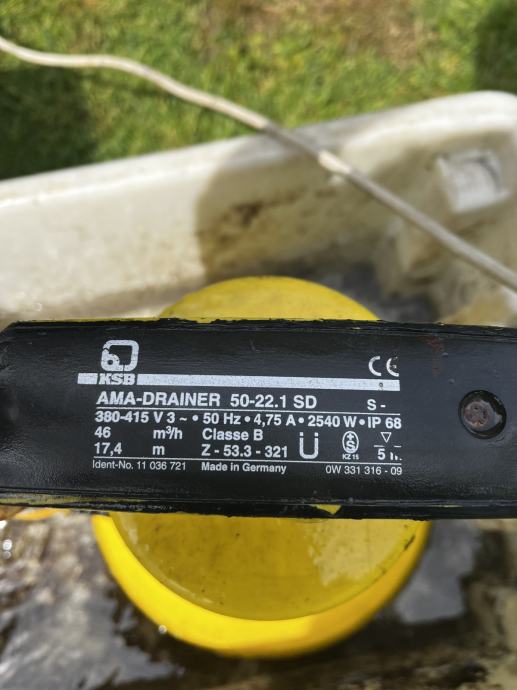 KSB
CE
AMA-DRAINER 50-22.1 SD S -
380-415 V 3 ~ • 50 Hz • 4,75 A • 2540 W • IP 68
46 m³/h Classe B
17,4 m Z - 53.3 - 321 Ü S KZ 15 ▽ 5 m
Ident-No. 11 036 721 Made in Germany 0W 331 316 - 09